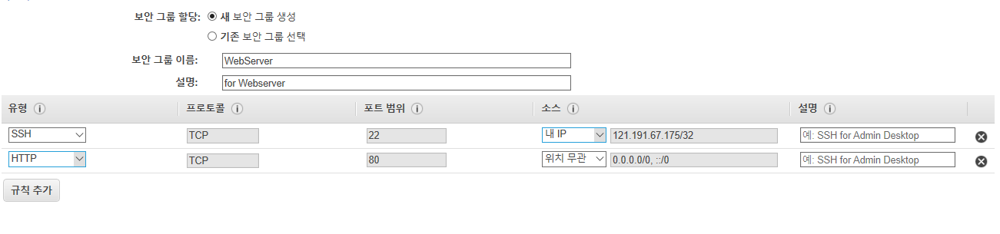 보안 그룹 할당: 새 보안 그룹 생성
기존 보안 그룹 선택
보안 그룹 이름: WebServer
설명: for Webserver
유형 i 프로토콜 i 포트 범위 i 소스 i 설명 i
SSH TCP 22 내 IP 121.191.67.175/32 예: SSH for Admin Desktop
HTTP TCP 80 위치 무관 0.0.0.0/0, ::/0 예: SSH for Admin Desktop
규칙 추가